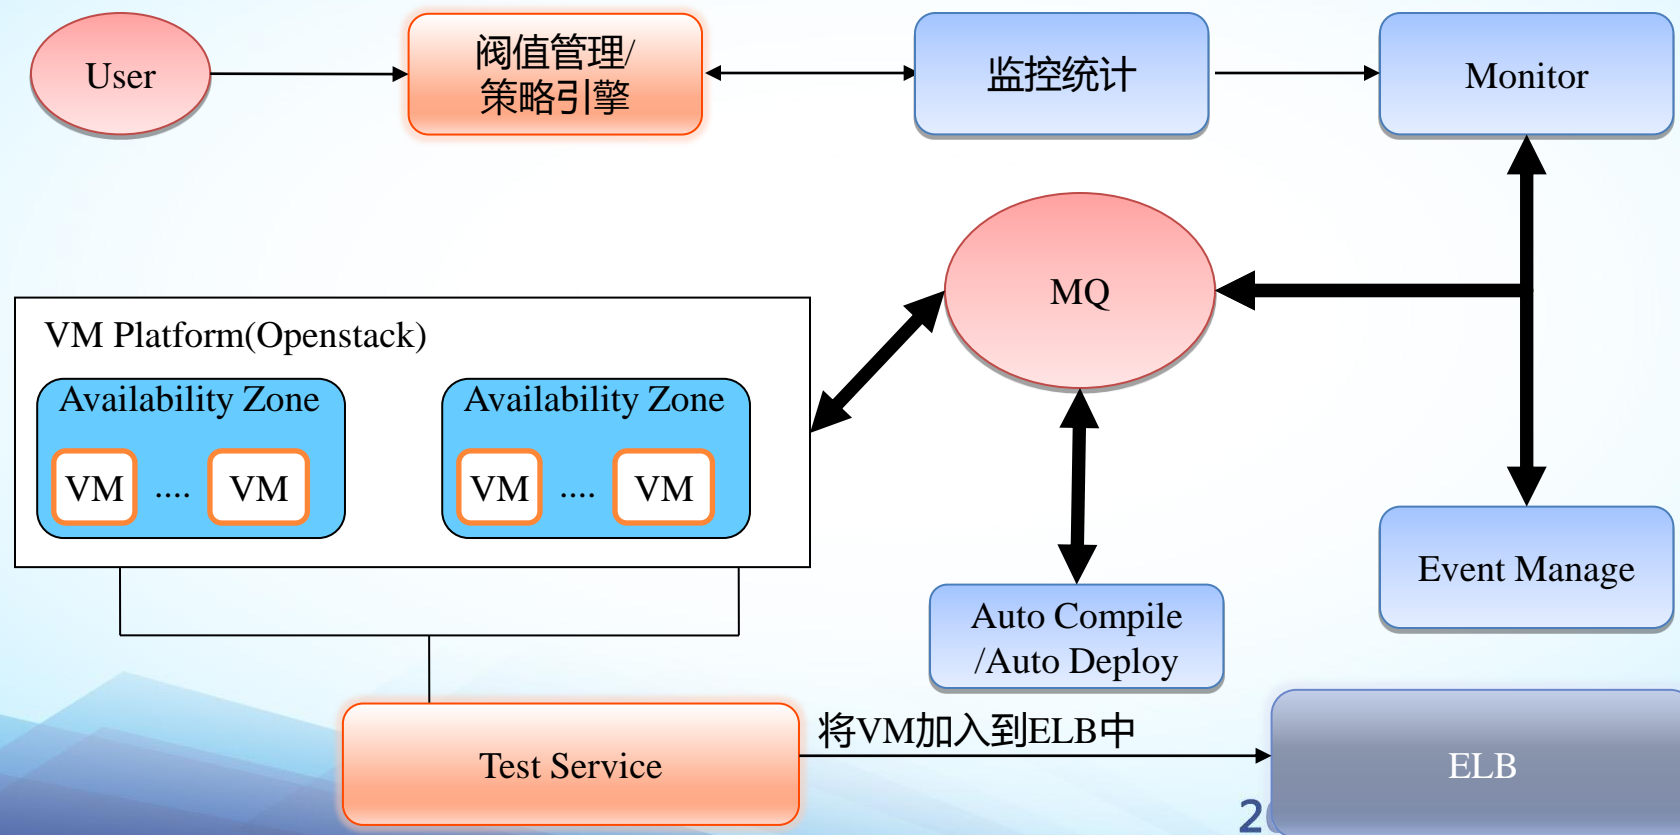 User
阀值管理/
策略引擎
监控统计
Monitor
MQ
VM Platform(Openstack)
Availability Zone
Availability Zone
VM .... VM
VM .... VM
Event Manage
Auto Compile
/Auto Deploy
将VM加入到ELB中
Test Service
ELB
2